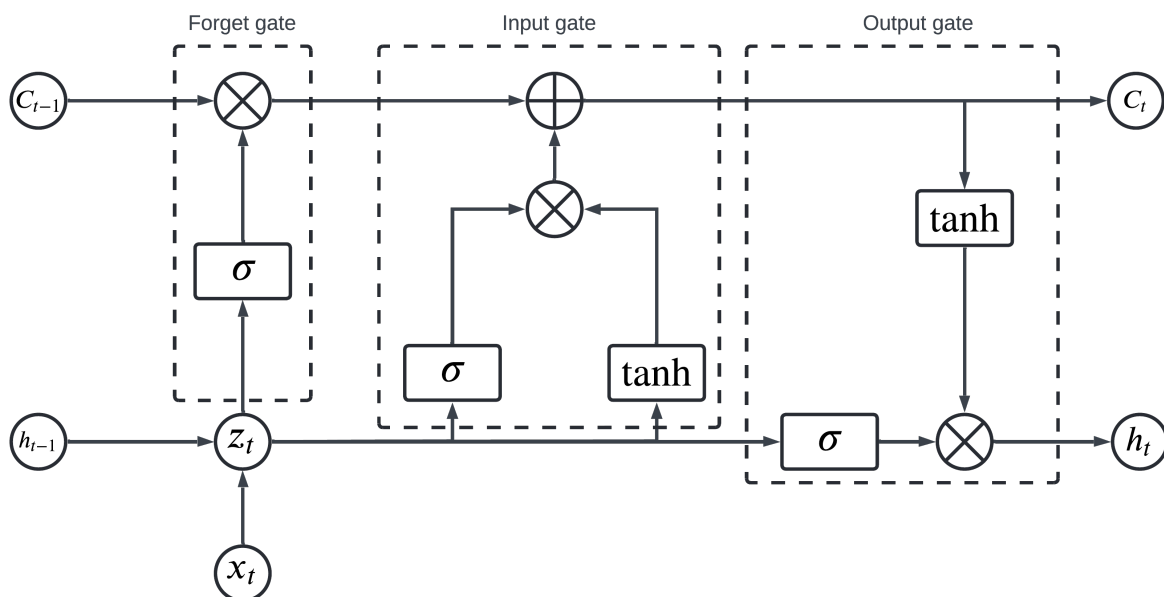 Forget gate
Input gate
Output gate
C_{t−1}
C_t
tanh
σ
σ
tanh
h_{t−1}
z_t
σ
h_t
x_t